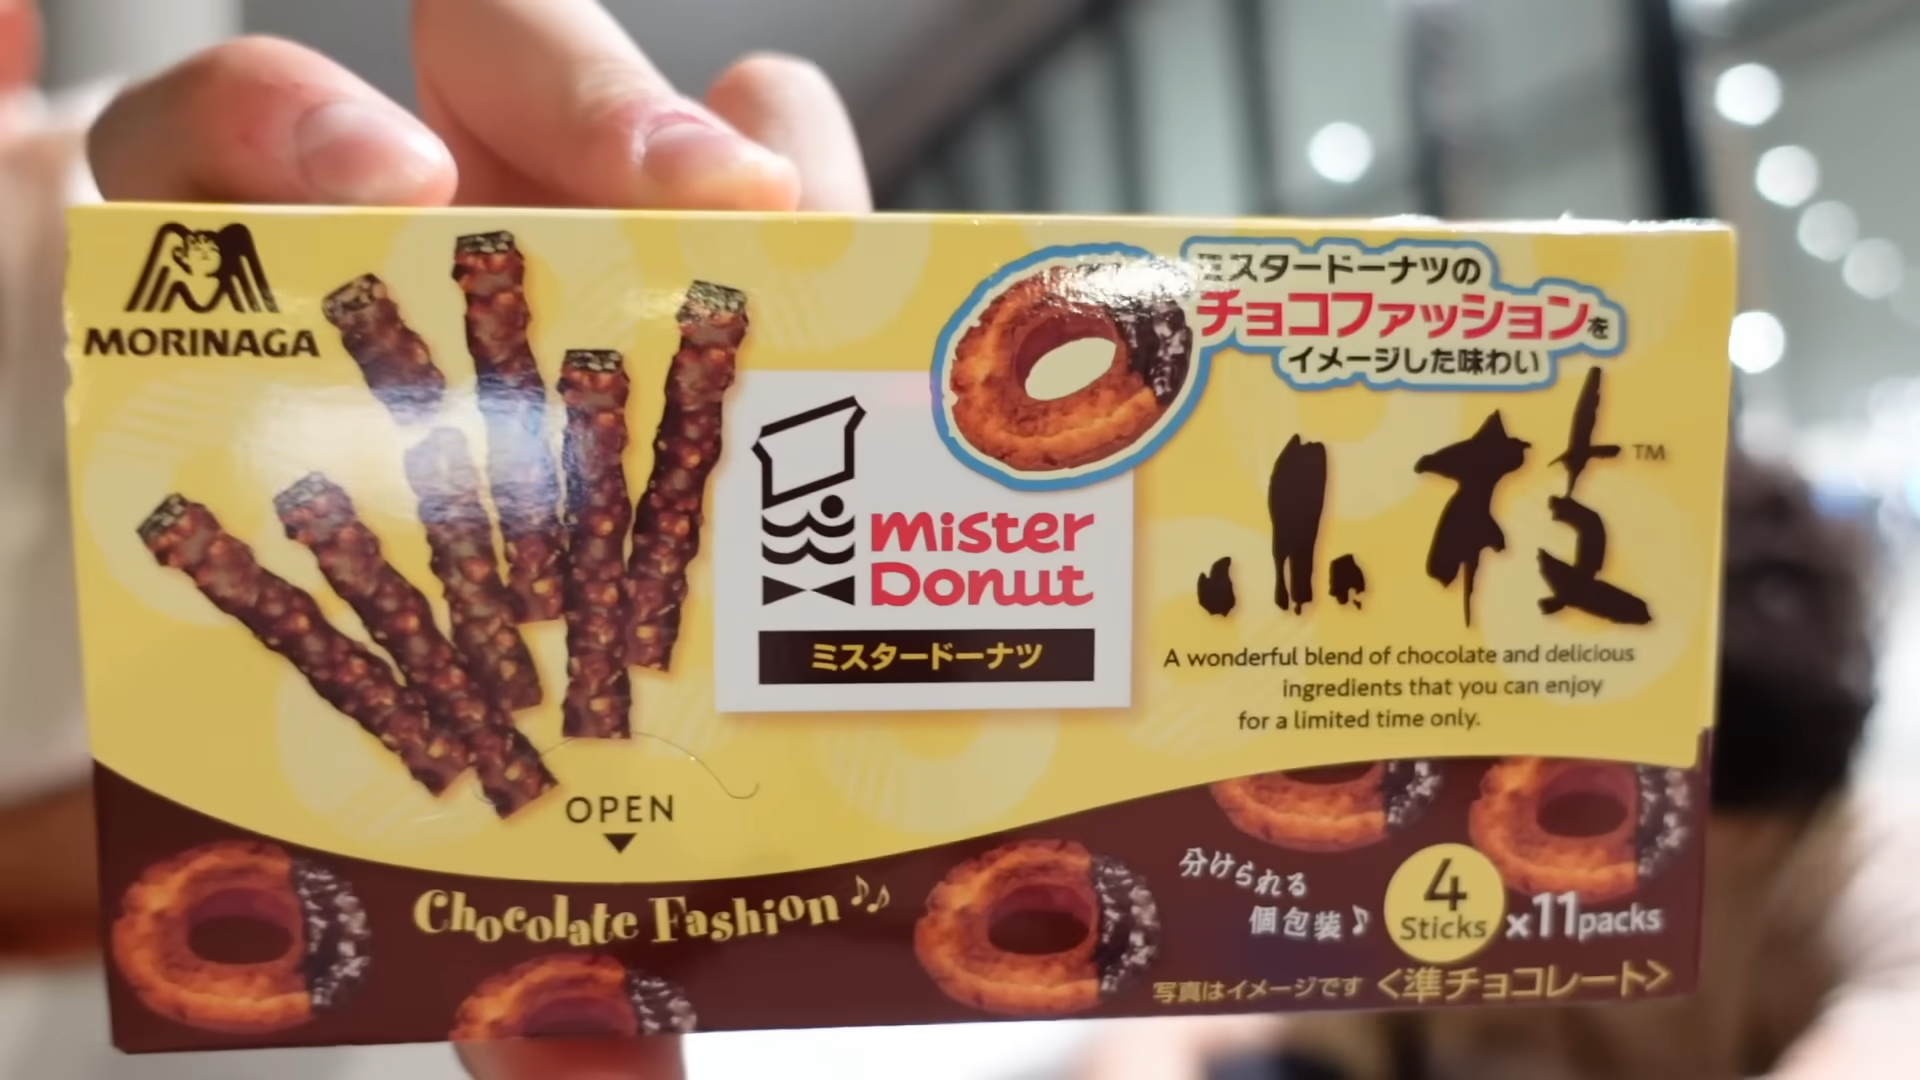 MORINAGA
ミスタードーナツの
チョコファッションを
イメージした味わい
mister
Donut
ミスタードーナツ
小枝 TM
A wonderful blend of chocolate and delicious
ingredients that you can enjoy
for a limited time only.
OPEN
Chocolate Fashion♪♪
分けられる
個包装♪
4
Sticks
x11packs
写真はイメージです
<準チョコレート>